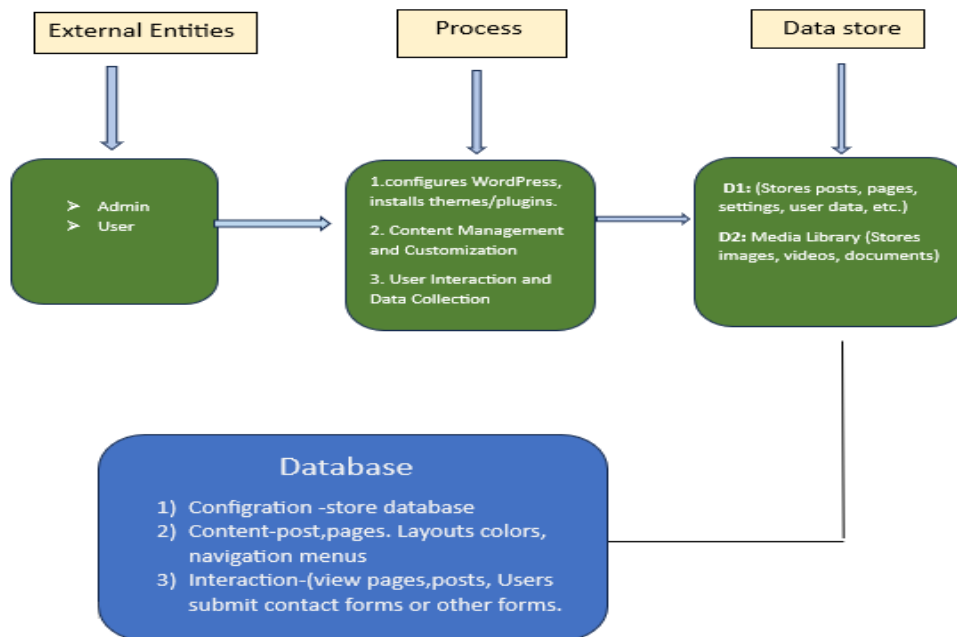 External Entities
Process
Data store
➢ Admin
➢ User
1.configures WordPress,
installs themes/plugins.
2. Content Management
and Customization
3. User Interaction and
Data Collection
D1: (Stores posts, pages,
settings, user data, etc.)
D2: Media Library (Stores
images, videos, documents)
Database
1) Configration -store database
2) Content-post,pages. Layouts colors,
navigation menus
3) Interaction-(view pages,posts, Users
submit contact forms or other forms.